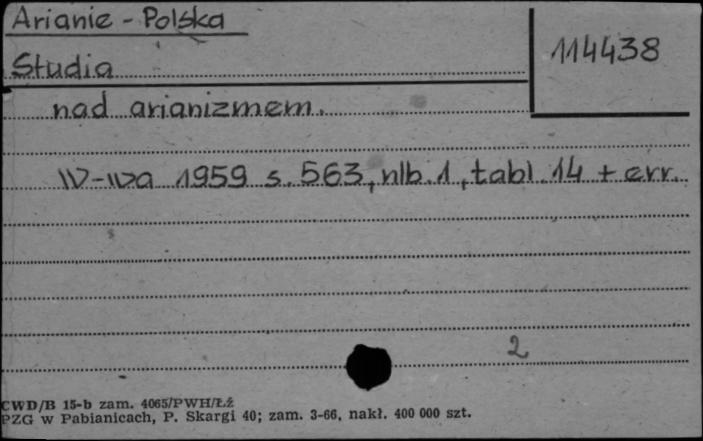 Arianie - Polska
114438
Studia
nad arianizmem.
W-wa 1959 s. 563, nlb. 1, tabl. 14 + err.
2
CWD/B 15-b zam. 4065/PWH/Łź
PZG w Pabianicach, P. Skargi 40; zam. 3-66, nakł. 400 000 szt.